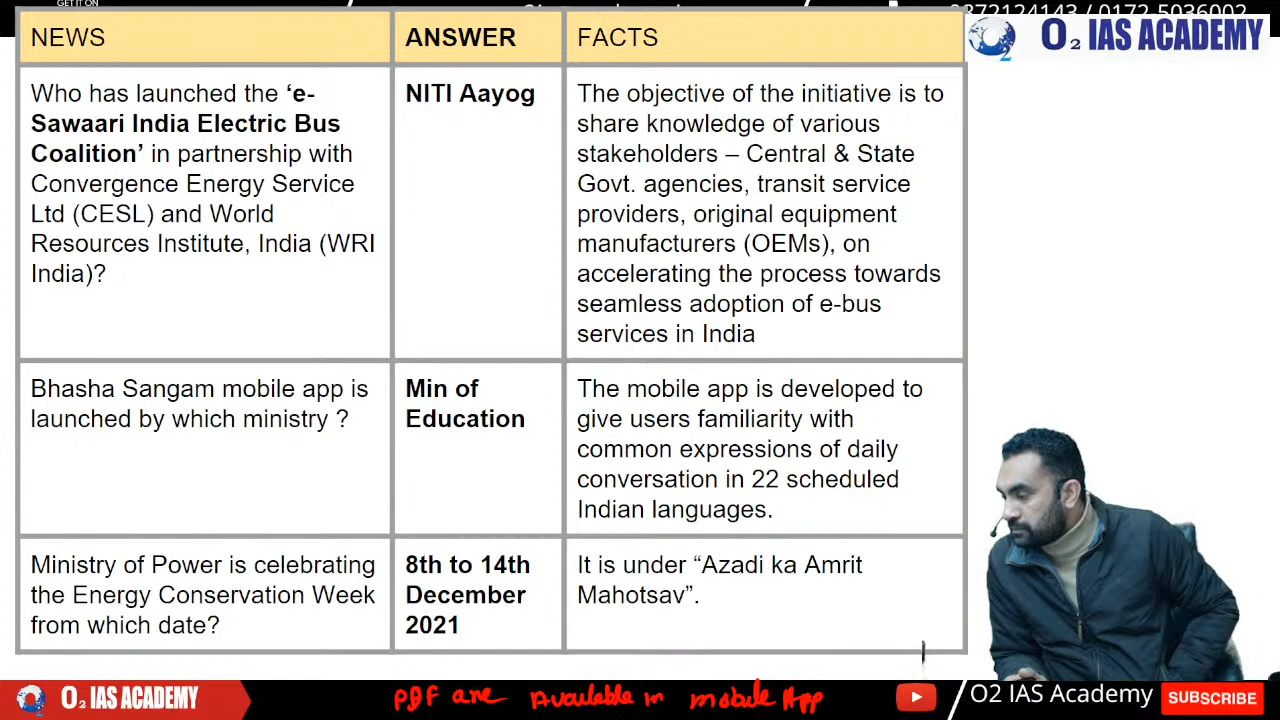 GET IT ON
9872124143 / 0172 5036002
NEWS
ANSWER
FACTS
O2 IAS ACADEMY
Who has launched the ‘e-
Sawaari India Electric Bus
Coalition’ in partnership with
Convergence Energy Service
Ltd (CESL) and World
Resources Institute, India (WRI
India)?
NITI Aayog
The objective of the initiative is to
share knowledge of various
stakeholders – Central & State
Govt. agencies, transit service
providers, original equipment
manufacturers (OEMs), on
accelerating the process towards
seamless adoption of e-bus
services in India
Bhasha Sangam mobile app is
launched by which ministry ?
Min of
Education
The mobile app is developed to
give users familiarity with
common expressions of daily
conversation in 22 scheduled
Indian languages.
Ministry of Power is celebrating
the Energy Conservation Week
from which date?
8th to 14th
December
2021
It is under “Azadi ka Amrit
Mahotsav”.
O2 IAS ACADEMY
PDF are Available in mobile App
/ O2 IAS Academy
SUBSCRIBE